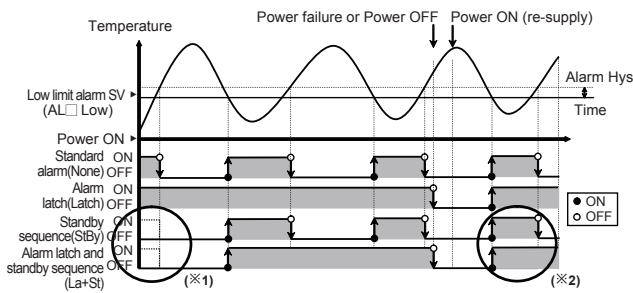 Temperature
Power failure or Power OFF
Power ON (re-supply)
Alarm Hys
Low limit alarm SV
(AL□ Low)
Time
Power ON
Standard alarm(None)
ON
OFF
Alarm latch(Latch)
ON
OFF
Standby sequence(StBy)
ON
OFF
Alarm latch and standby sequence (La+St)
ON
OFF
● ON
○ OFF
(※1)
(※2)